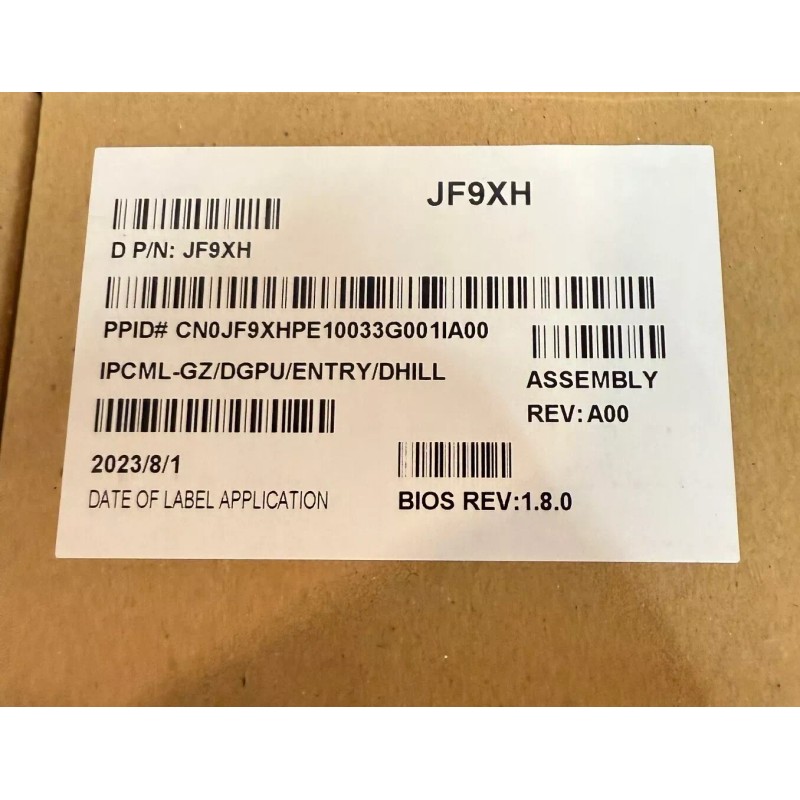 JF9XH
D P/N: JF9XH
PPID# CN0JF9XHPE10033G001IA00
IPCML-GZ/DGPU/ENTRY/DHILL
ASSEMBLY
REV: A00
2023/8/1
DATE OF LABEL APPLICATION
BIOS REV:1.8.0